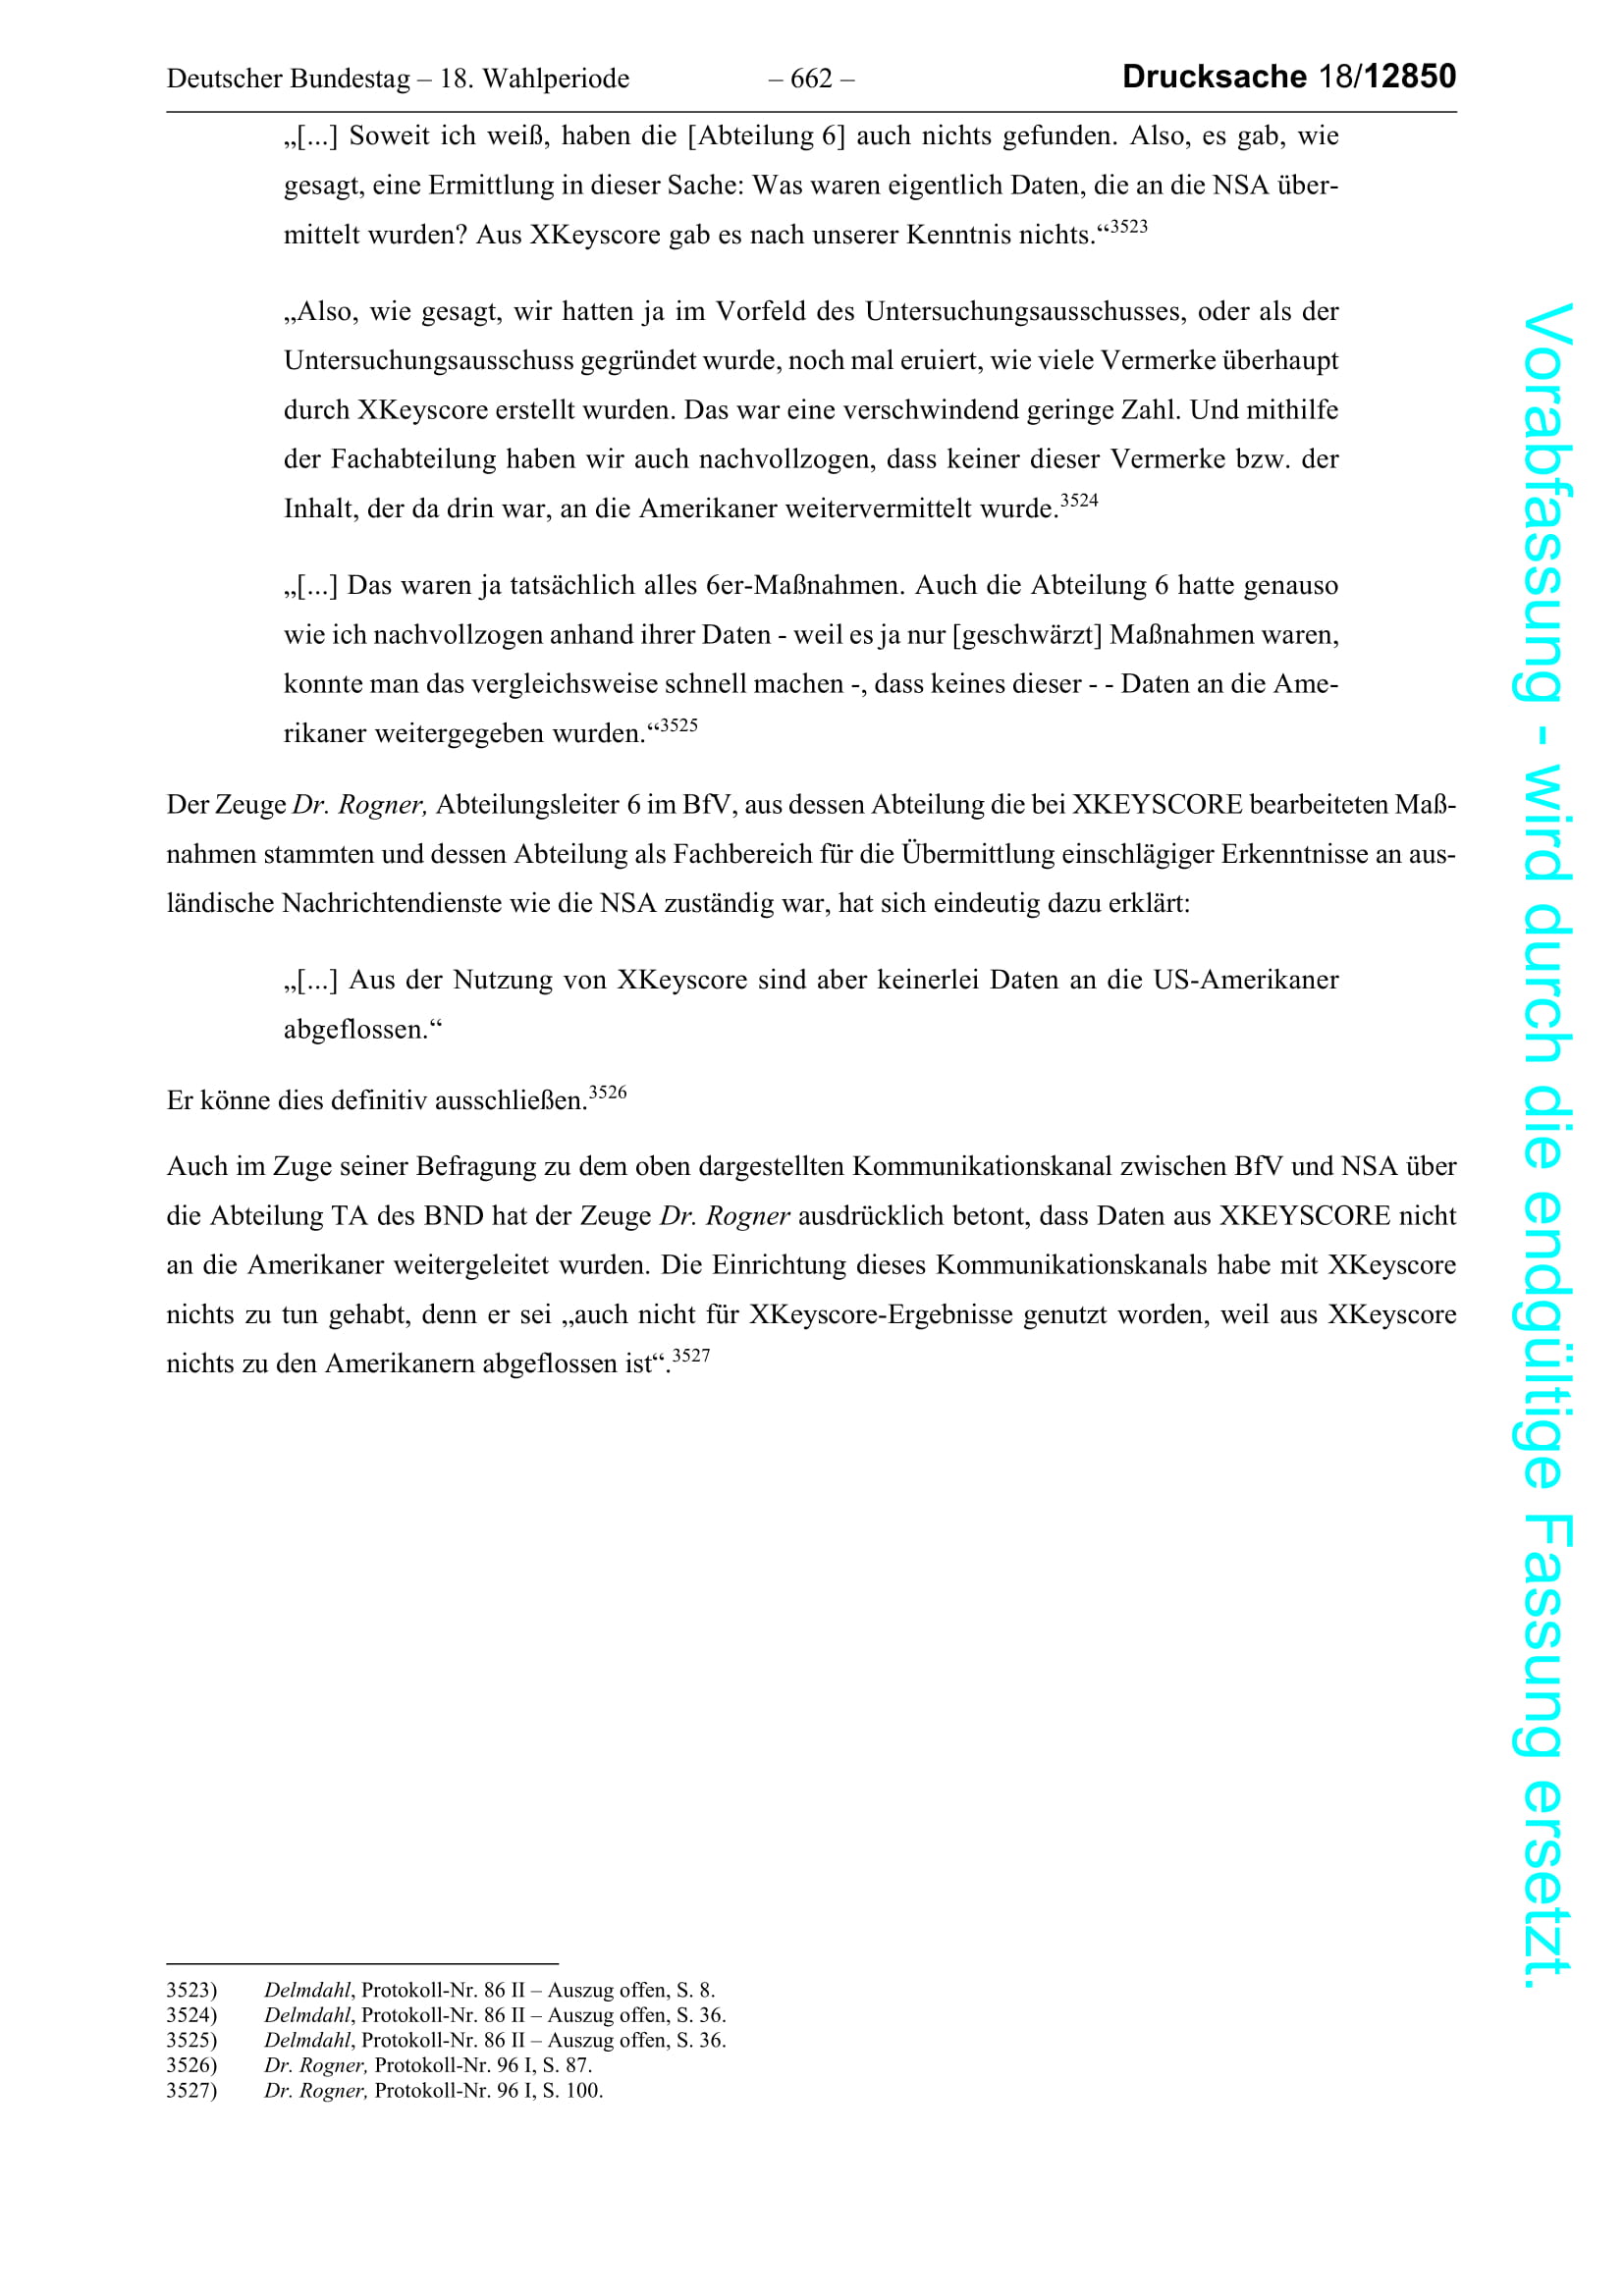 Deutscher Bundestag – 18. Wahlperiode – 662 – Drucksache 18/12850
„[...] Soweit ich weiß, haben die [Abteilung 6] auch nichts gefunden. Also, es gab, wie
gesagt, eine Ermittlung in dieser Sache: Was waren eigentlich Daten, die an die NSA über-
mittelt wurden? Aus XKeyscore gab es nach unserer Kenntnis nichts.“3523
„Also, wie gesagt, wir hatten ja im Vorfeld des Untersuchungsausschusses, oder als der
Untersuchungsausschuss gegründet wurde, noch mal eruiert, wie viele Vermerke überhaupt
durch XKeyscore erstellt wurden. Das war eine verschwindend geringe Zahl. Und mithilfe
der Fachabteilung haben wir auch nachvollzogen, dass keiner dieser Vermerke bzw. der
Inhalt, der da drin war, an die Amerikaner weitervermittelt wurde.3524
„[...] Das waren ja tatsächlich alles 6er-Maßnahmen. Auch die Abteilung 6 hatte genauso
wie ich nachvollzogen anhand ihrer Daten - weil es ja nur [geschwärzt] Maßnahmen waren,
konnte man das vergleichsweise schnell machen -, dass keines dieser - - Daten an die Ame-
rikaner weitergegeben wurden.“3525
Der Zeuge Dr. Rogner, Abteilungsleiter 6 im BfV, aus dessen Abteilung die bei XKEYSCORE bearbeiteten Maß-
nahmen stammten und dessen Abteilung als Fachbereich für die Übermittlung einschlägiger Erkenntnisse an aus-
ländische Nachrichtendienste wie die NSA zuständig war, hat sich eindeutig dazu erklärt:
„[...] Aus der Nutzung von XKeyscore sind aber keinerlei Daten an die US-Amerikaner
abgeflossen.“
Er könne dies definitiv ausschließen.3526
Auch im Zuge seiner Befragung zu dem oben dargestellten Kommunikationskanal zwischen BfV und NSA über
die Abteilung TA des BND hat der Zeuge Dr. Rogner ausdrücklich betont, dass Daten aus XKEYSCORE nicht
an die Amerikaner weitergeleitet wurden. Die Einrichtung dieses Kommunikationskanals habe mit XKeyscore
nichts zu tun gehabt, denn er sei „auch nicht für XKeyscore-Ergebnisse genutzt worden, weil aus XKeyscore
nichts zu den Amerikanern abgeflossen ist“.3527
3523) Delmdahl, Protokoll-Nr. 86 II – Auszug offen, S. 8.
3524) Delmdahl, Protokoll-Nr. 86 II – Auszug offen, S. 36.
3525) Delmdahl, Protokoll-Nr. 86 II – Auszug offen, S. 36.
3526) Dr. Rogner, Protokoll-Nr. 96 I, S. 87.
3527) Dr. Rogner, Protokoll-Nr. 96 I, S. 100.
Vorabfassung - wird durch die endgültige Fassung ersetzt.